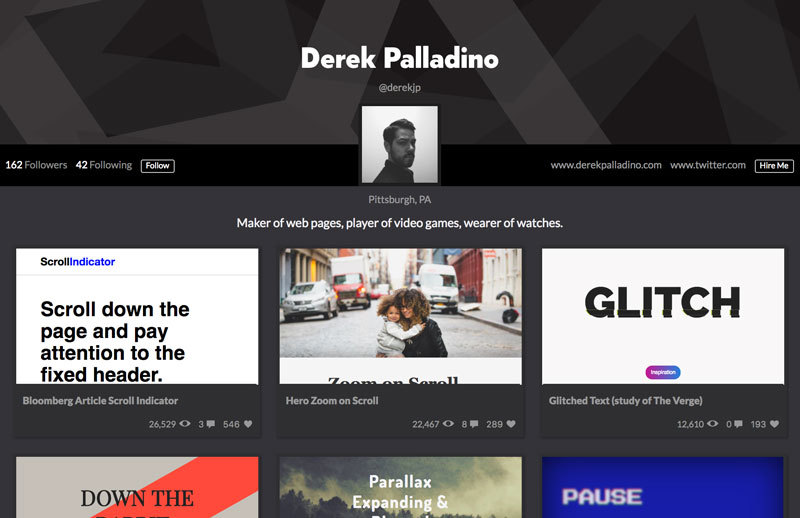 Derek Palladino
@derekjp
162 Followers 42 Following Follow
www.derekpalladino.com www.twitter.com Hire Me
Pittsburgh, PA
Maker of web pages, player of video games, wearer of watches.
ScrollIndicator
Scroll down the
page and pay
attention to the
fixed header.
Bloomberg Article Scroll Indicator
26,529 3 546
Zoom on Scroll
Hero Zoom on Scroll
22,467 8 289
GLITCH
Inspiration
Glitched Text (study of The Verge)
12,610 0 193
DOWN THE
Parallax
Expanding &
PAUSE